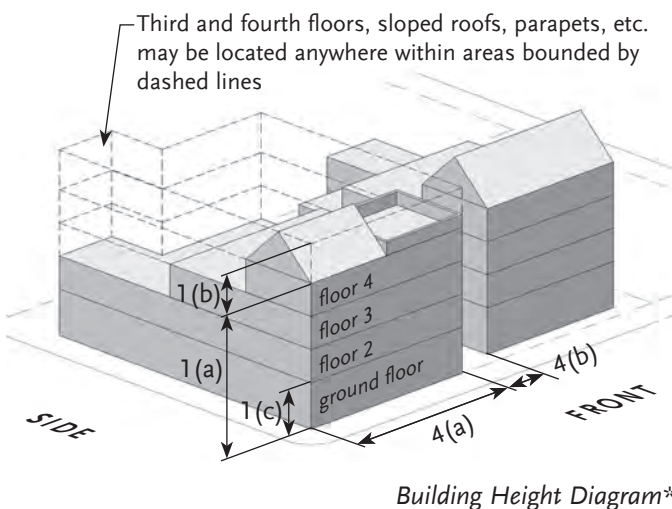 Third and fourth floors, sloped roofs, parapets, etc.
may be located anywhere within areas bounded by
dashed lines
1(b)
floor 4
floor 3
1(a)
floor 2
4(b)
ground floor
1(c)
FRONT
SIDE
4(a)
Building Height Diagram*